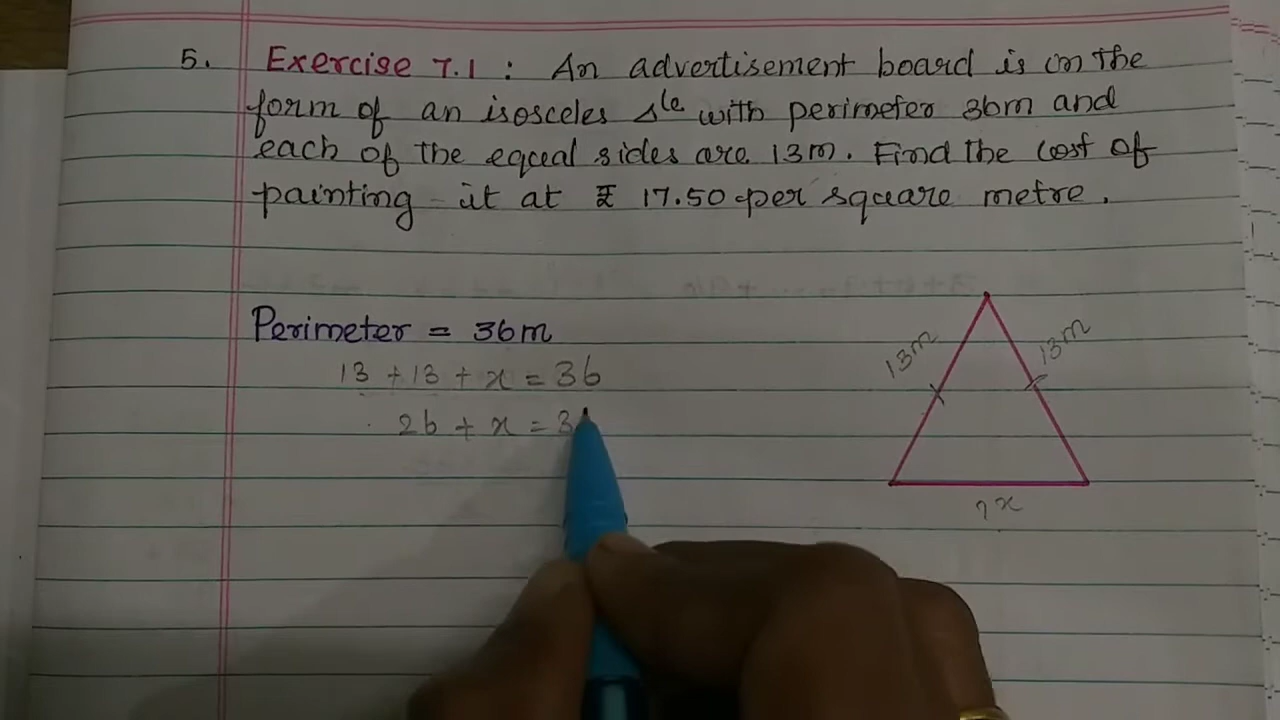 5. Exercise 7.1 : An advertisement board is in the
form of an isosceles Δle with perimeter 36m and
each of the equal sides are 13m. Find the cost of
painting it at ₹ 17.50 per square metre.
Perimeter = 36m
13 + 13 + x = 36
26 + x = 3
13m
13m
? x